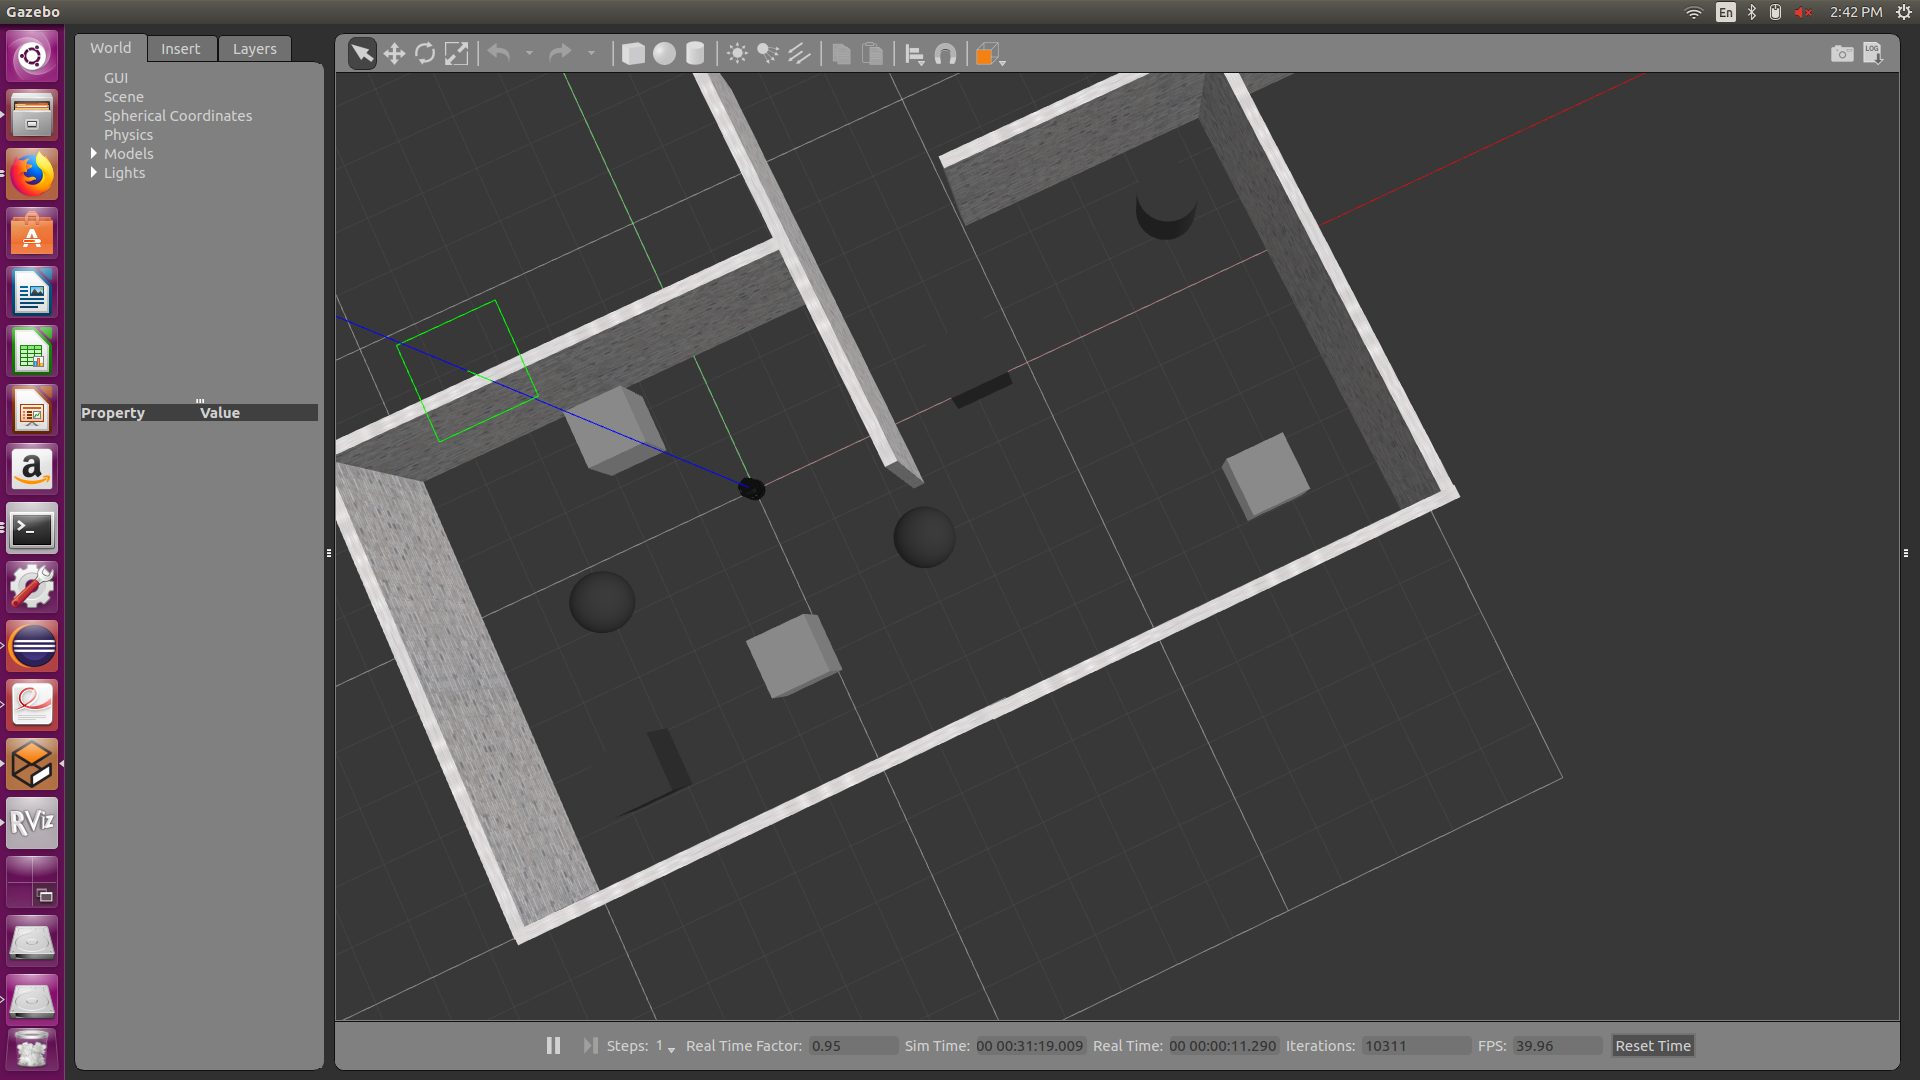 Gazebo
En
2:42 PM
World
Insert
Layers
GUI
Scene
Spherical Coordinates
Physics
Models
Lights
Property
Value
LOG
RViz
Steps: 1
Real Time Factor: 0.95
Sim Time: 00 00:31:19.009
Real Time: 00 00:00:11.290
Iterations: 10311
FPS: 39.96
Reset Time